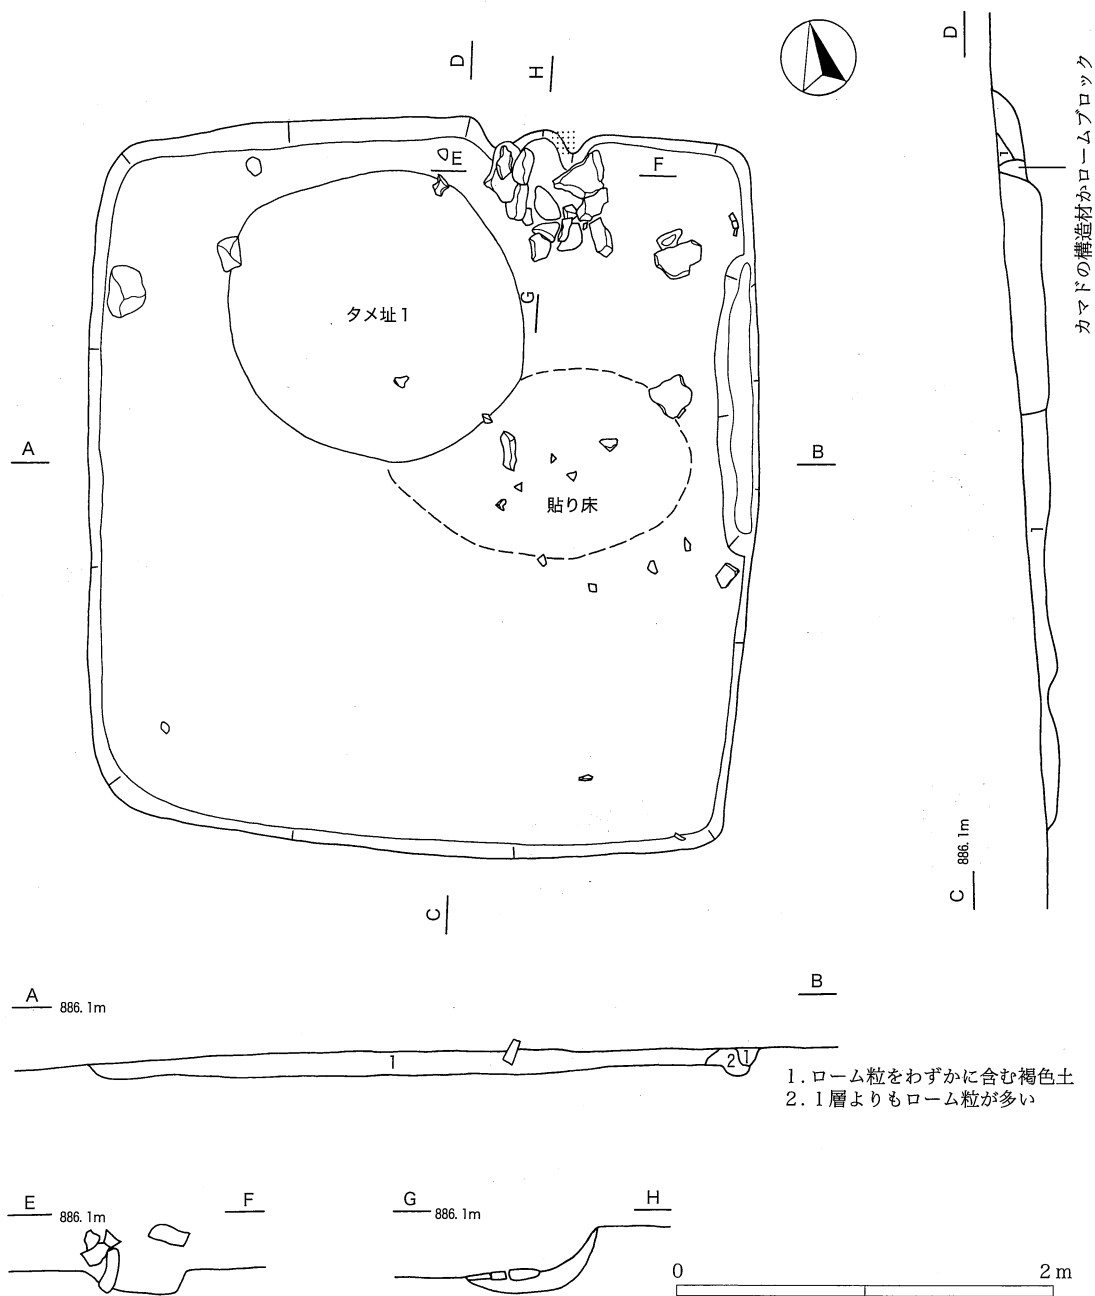 D
H
D
カマドの構造材かロームブロック
E
F
1
G
タメ址1
A
B
貼り床
1
886.1m
C
C
A
886.1m
B
1
2
1
1.ローム粒をわずかに含む褐色土
2.1層よりもローム粒が多い
E
886.1m
F
G
886.1m
H
0
2m